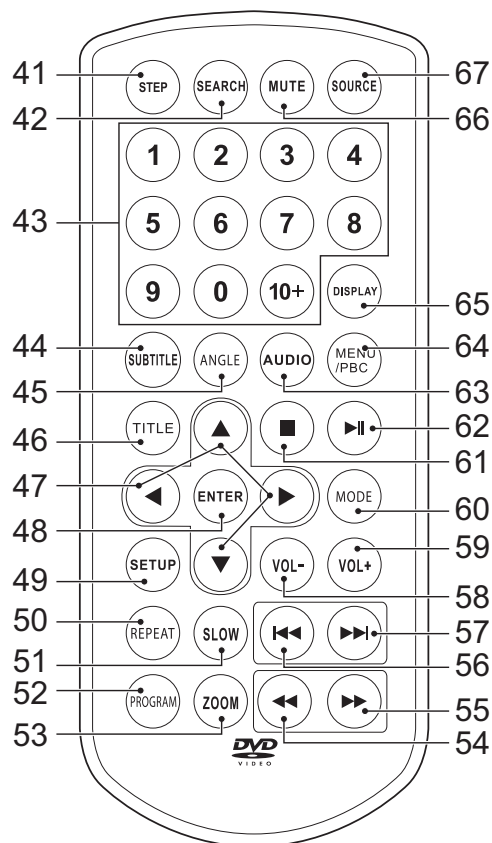 41 STEP SEARCH MUTE SOURCE 67
42 66
1 2 3 4
43 5 6 7 8
9 0 10+ DISPLAY
65
44 SUBTITLE ANGLE AUDIO MENU /PBC 64
45 63
46 TITLE 62
61
47
48 ENTER MODE 60
49 SETUP VOL- VOL+ 59
58
50 REPEAT SLOW 57
51 56
52 PROGRAM ZOOM 55
53 54
DVD
VIDEO